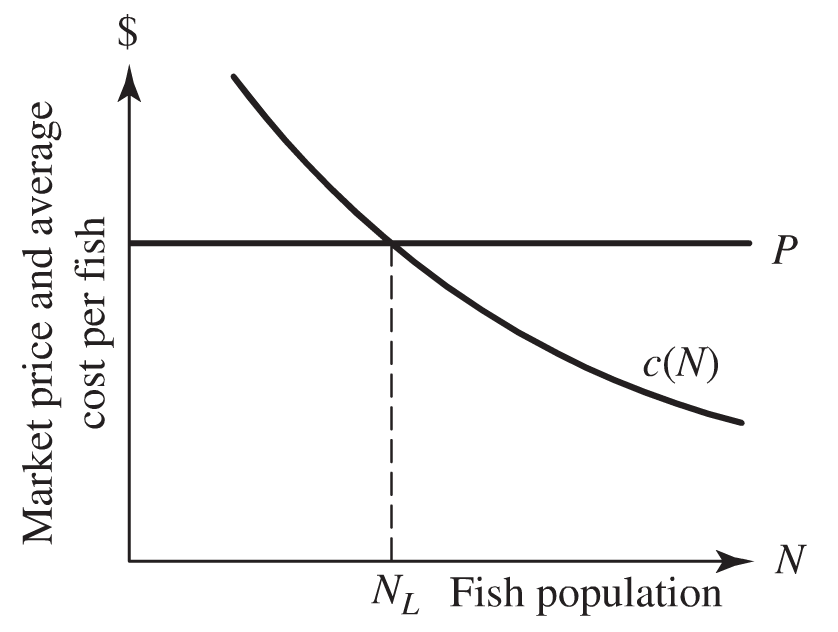 $
Market price and average
cost per fish
P
c(N)
N
N_L Fish population